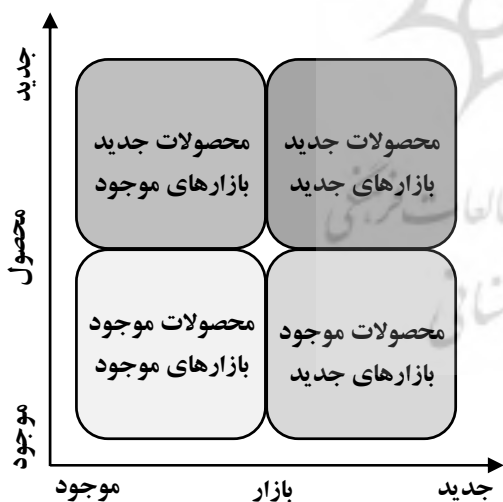 جدید
محصولات جدید
بازارهای موجود
محصولات جدید
بازارهای جدید
محصول
محصولات موجود
بازارهای موجود
محصولات موجود
بازارهای جدید
موجود
موجود
بازار
جدید